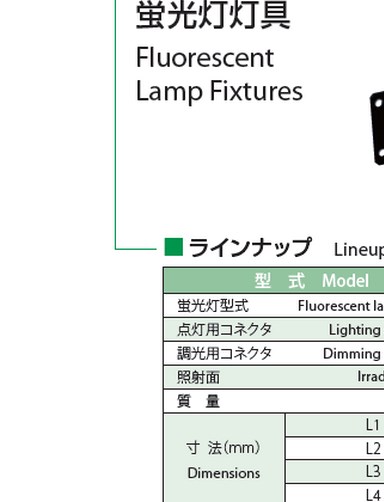 蛍光灯灯具
Fluorescent
Lamp Fixtures
ラインナップ Lineup
型 式 Model
蛍光灯型式 Fluorescent la
点灯用コネクタ Lighting
調光用コネクタ Dimming
照射面 Irrad
質 量
寸 法(mm)
Dimensions
L1
L2
L3
L4